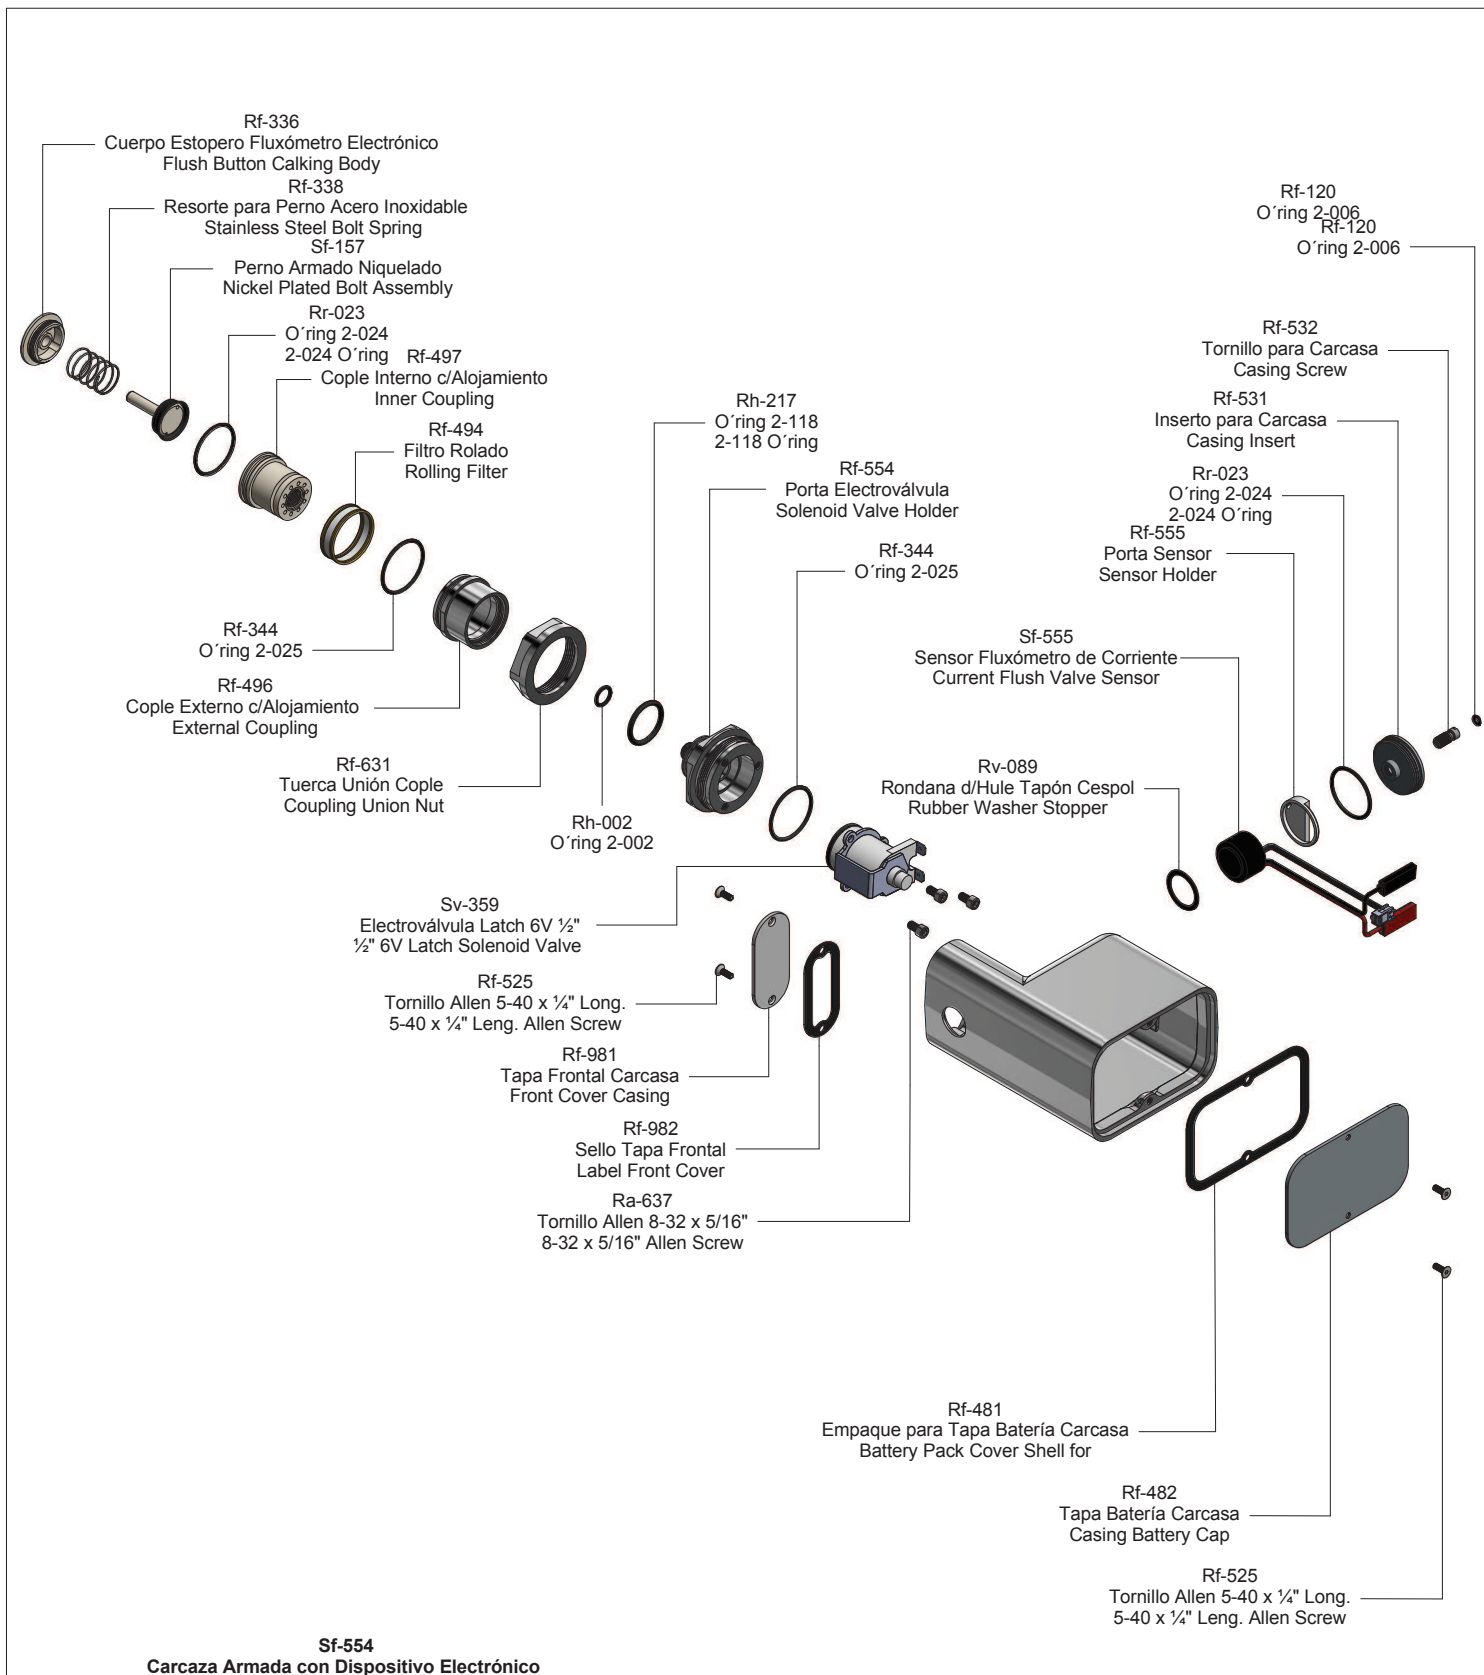 Rf-336
Cuerpo Estopero Fluxómetro Electrónico
Flush Button Calking Body
Rf-338
Resorte para Perno Acero Inoxidable
Stainless Steel Bolt Spring
Sf-157
Perno Armado Niquelado
Nickel Plated Bolt Assembly
Rr-023
O´ring 2-024
2-024 O´ring
Rf-497
Cople Interno c/Alojamiento
Inner Coupling
Rf-494
Filtro Rolado
Rolling Filter
Rf-344
O´ring 2-025
Rf-496
Cople Externo c/Alojamiento
External Coupling
Rf-631
Tuerca Unión Cople
Coupling Union Nut
Rh-002
O´ring 2-002
Rh-217
O´ring 2-118
2-118 O´ring
Rf-554
Porta Electroválvula
Solenoid Valve Holder
Rf-344
O´ring 2-025
Rf-120
O´ring 2-006
Rf-120
O´ring 2-006
Rf-532
Tornillo para Carcasa
Casing Screw
Rf-531
Inserto para Carcasa
Casing Insert
Rr-023
O´ring 2-024
2-024 O´ring
Rf-555
Porta Sensor
Sensor Holder
Sf-555
Sensor Fluxómetro de Corriente
Current Flush Valve Sensor
Rv-089
Rondana d/Hule Tapón Cespol
Rubber Washer Stopper
Sv-359
Electroválvula Latch 6V ½"
½" 6V Latch Solenoid Valve
Rf-525
Tornillo Allen 5-40 x ¼" Long.
5-40 x ¼" Leng. Allen Screw
Rf-981
Tapa Frontal Carcasa
Front Cover Casing
Rf-982
Sello Tapa Frontal
Label Front Cover
Ra-637
Tornillo Allen 8-32 x 5/16"
8-32 x 5/16" Allen Screw
Rf-481
Empaque para Tapa Batería Carcasa
Battery Pack Cover Shell for
Rf-482
Tapa Batería Carcasa
Casing Battery Cap
Rf-525
Tornillo Allen 5-40 x ¼" Long.
5-40 x ¼" Leng. Allen Screw
Sf-554
Carcaza Armada con Dispositivo Electrónico